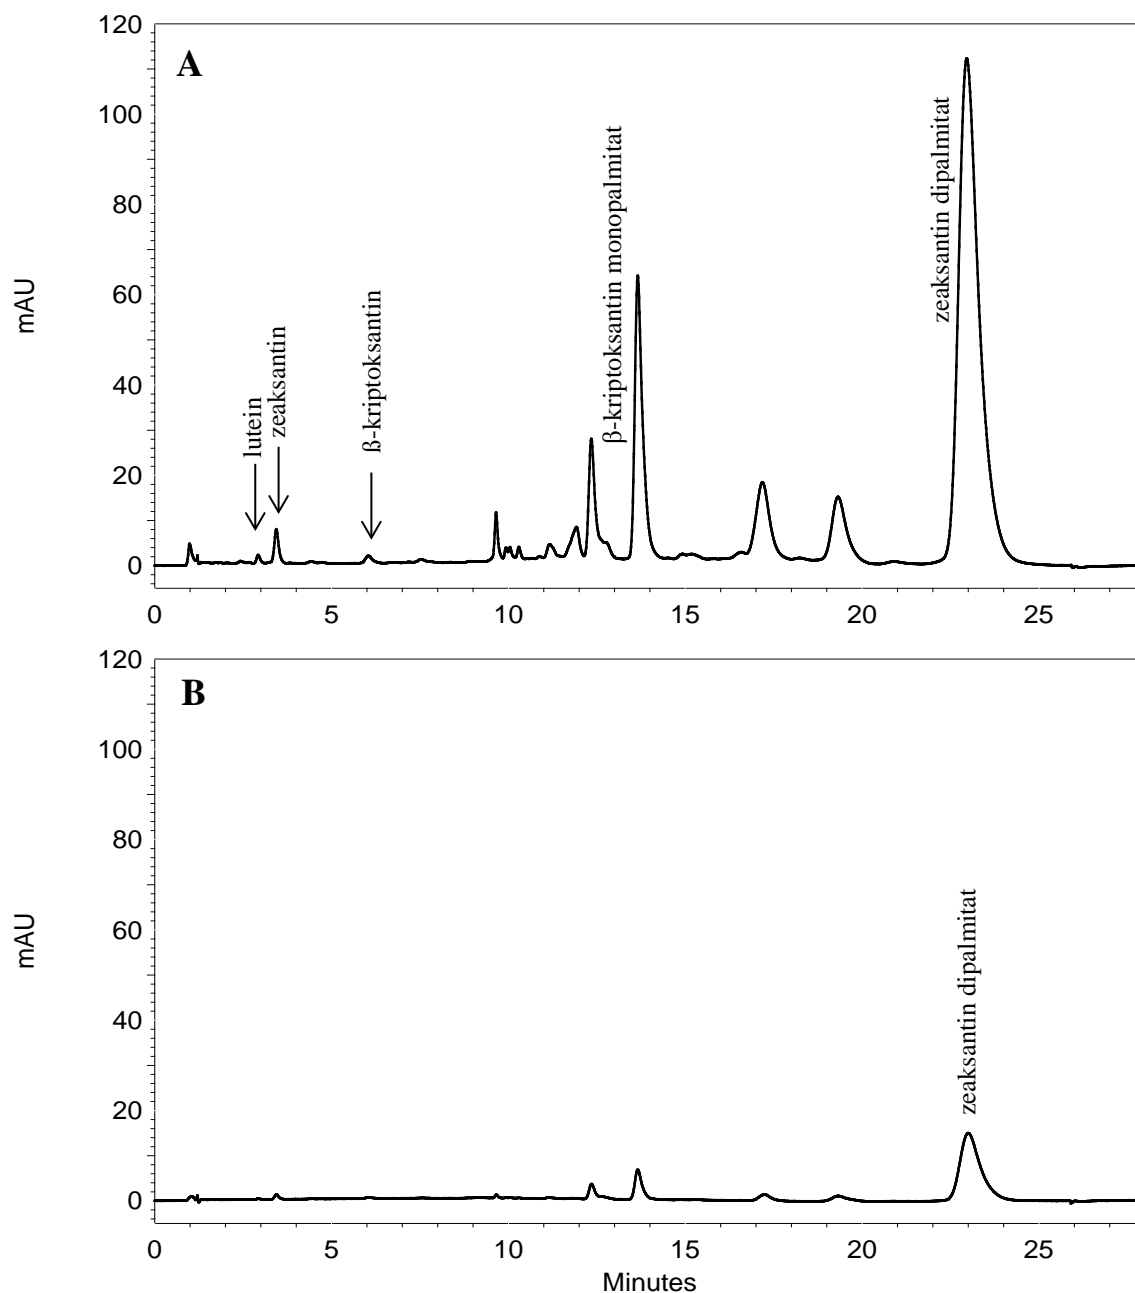 120
A
100
80
60
40
20
0
mAU
lutein
zeaksantin
ß-kriptoksantin
β-kriptoksantin monopalmitat
zeaksantin dipalmitat
0 5 10 15 20 25
120
B
100
80
60
40
20
0
mAU
zeaksantin dipalmitat
0 5 10 15 20 25
Minutes